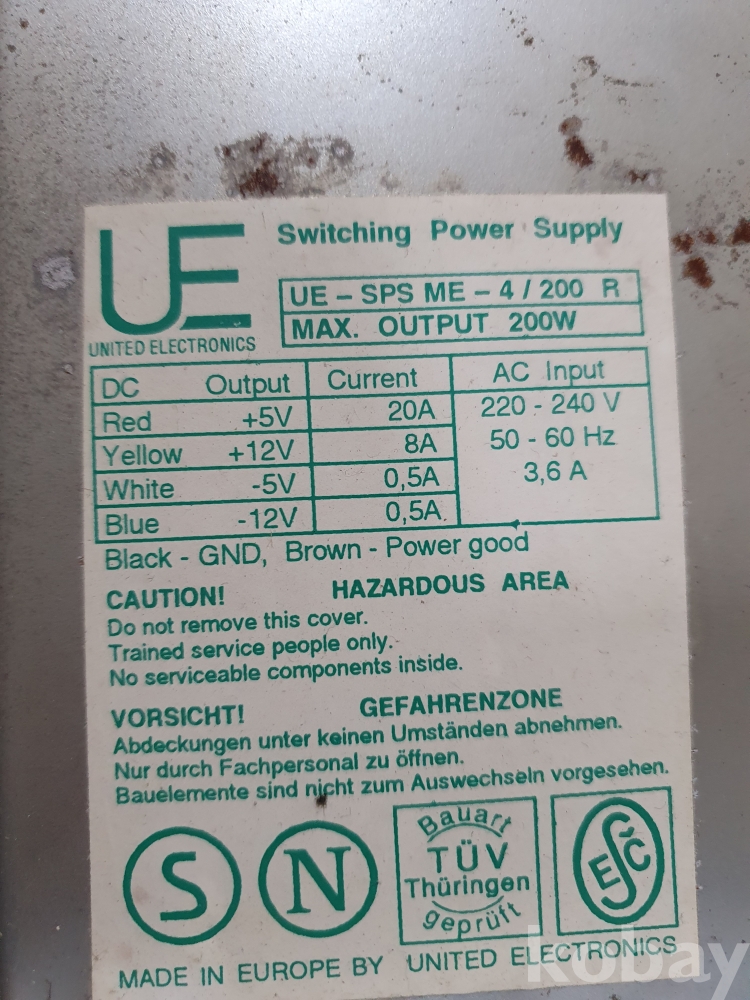 UE
UNITED ELECTRONICS
Switching Power Supply
UE - SPS ME - 4 / 200 R
MAX. OUTPUT 200W
DC Output Current AC Input
Red +5V 20A 220 - 240 V
Yellow +12V 8A 50 - 60 Hz
White -5V 0,5A 3,6 A
Blue -12V 0,5A
Black - GND, Brown - Power good
CAUTION! HAZARDOUS AREA
Do not remove this cover.
Trained service people only.
No serviceable components inside.
VORSICHT! GEFAHRENZONE
Abdeckungen unter keinen Umständen abnehmen.
Nur durch Fachpersonal zu öffnen.
Bauelemente sind nicht zum Auswechseln vorgesehen.
S N
Bauart
TÜV
Thüringen
geprüft
ESČ
MADE IN EUROPE BY UNITED ELECTRONICS
kobay